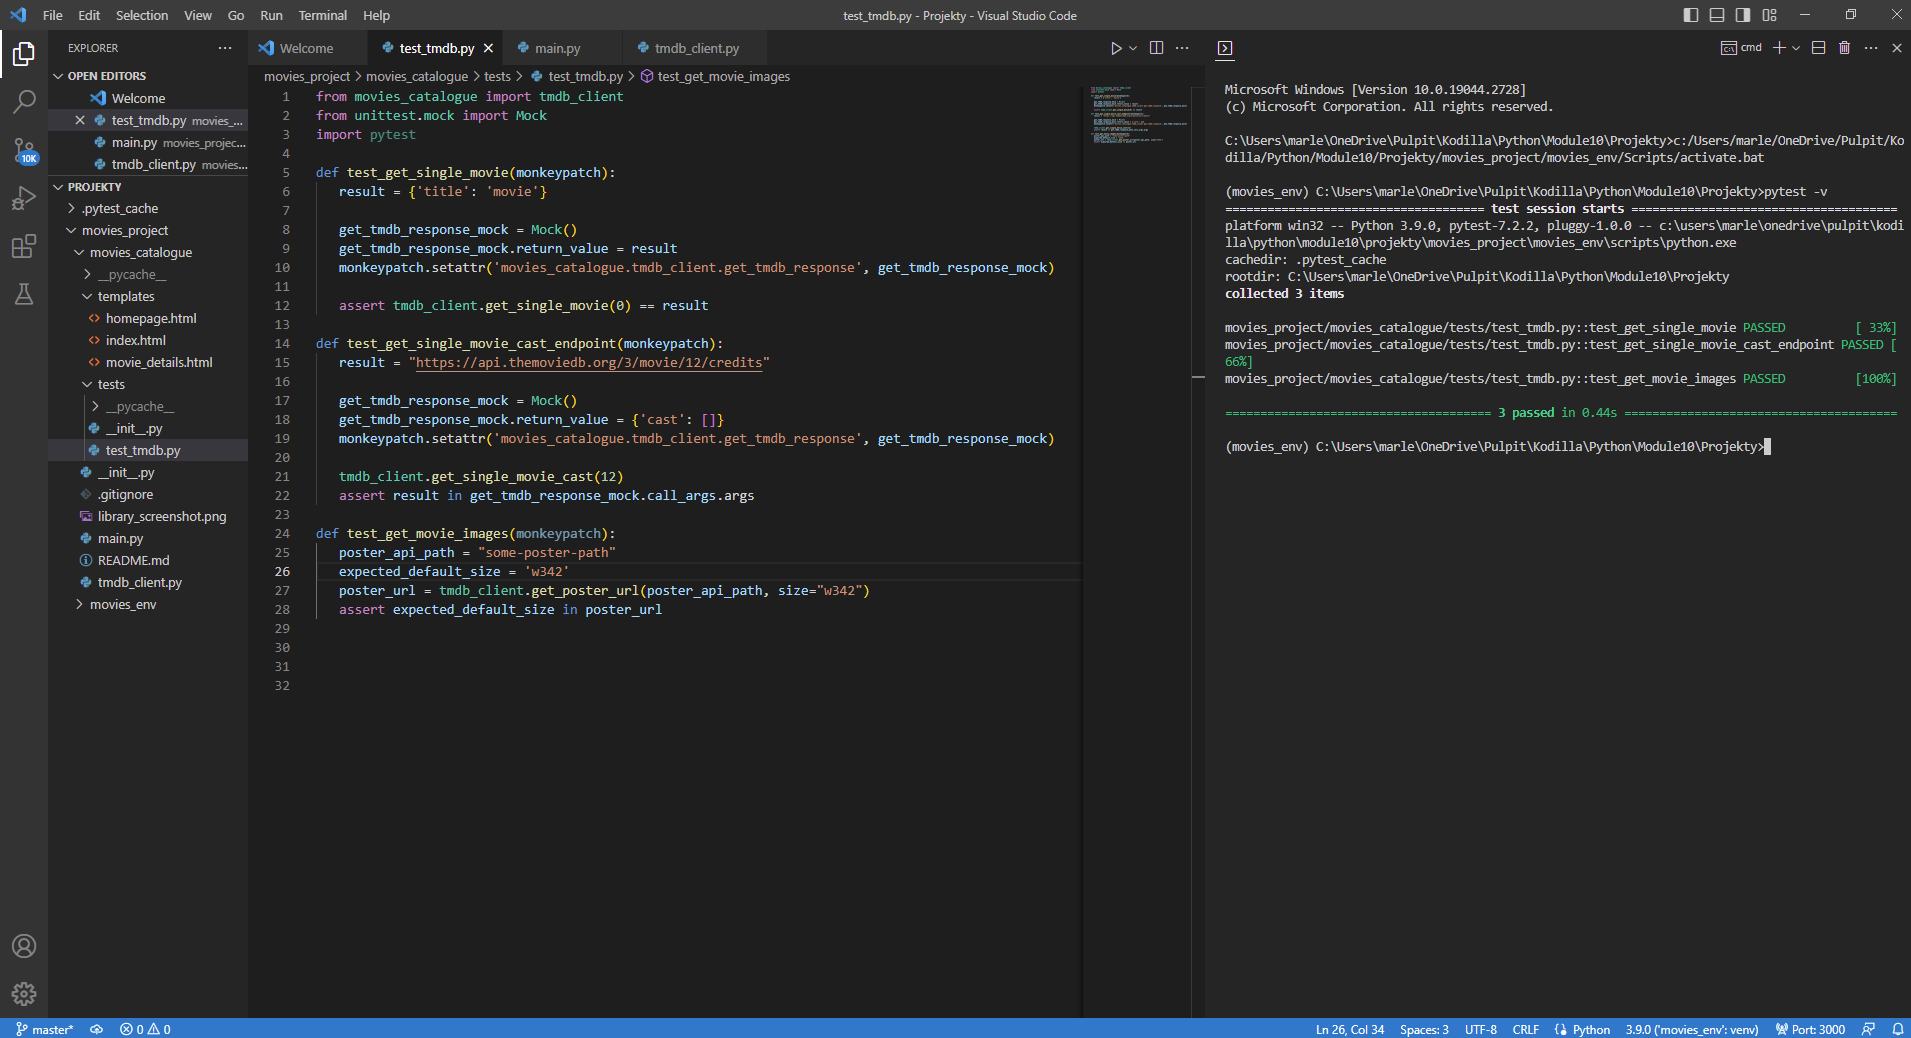 File Edit Selection View Go Run Terminal Help
test_tmdb.py - Projekty - Visual Studio Code
EXPLORER
OPEN EDITORS
Welcome
test_tmdb.py movies_...
main.py movies_projec...
tmdb_client.py movies...
PROJEKTY
.pytest_cache
movies_project
movies_catalogue
__pycache__
templates
homepage.html
index.html
movie_details.html
tests
__pycache__
__init__.py
test_tmdb.py
__init__.py
.gitignore
library_screenshot.png
main.py
README.md
tmdb_client.py
movies_env
10K
Welcome test_tmdb.py main.py tmdb_client.py
movies_project > movies_catalogue > tests > test_tmdb.py > test_get_movie_images
1 from movies_catalogue import tmdb_client
2 from unittest.mock import Mock
3 import pytest
4
5 def test_get_single_movie(monkeypatch):
6 result = {'title': 'movie'}
7
8 get_tmdb_response_mock = Mock()
9 get_tmdb_response_mock.return_value = result
10 monkeypatch.setattr('movies_catalogue.tmdb_client.get_tmdb_response', get_tmdb_response_mock)
11
12 assert tmdb_client.get_single_movie(0) == result
13
14 def test_get_single_movie_cast_endpoint(monkeypatch):
15 result = "https://api.themoviedb.org/3/movie/12/credits"
16
17 get_tmdb_response_mock = Mock()
18 get_tmdb_response_mock.return_value = {'cast': []}
19 monkeypatch.setattr('movies_catalogue.tmdb_client.get_tmdb_response', get_tmdb_response_mock)
20
21 tmdb_client.get_single_movie_cast(12)
22 assert result in get_tmdb_response_mock.call_args.args
23
24 def test_get_movie_images(monkeypatch):
25 poster_api_path = "some-poster-path"
26 expected_default_size = 'w342'
27 poster_url = tmdb_client.get_poster_url(poster_api_path, size="w342")
28 assert expected_default_size in poster_url
29
30
31
32
cmd
Microsoft Windows [Version 10.0.19044.2728]
(c) Microsoft Corporation. All rights reserved.
C:\Users\marle\OneDrive\Pulpit\Kodilla\Python\Module10\Projekty>c:/Users/marle/OneDrive/Pulpit/Ko
dilla/Python/Module10/Projekty/movies_project/movies_env/Scripts/activate.bat
(movies_env) C:\Users\marle\OneDrive\Pulpit\Kodilla\Python\Module10\Projekty>pytest -v
===================================== test session starts ======================================
platform win32 -- Python 3.9.0, pytest-7.2.2, pluggy-1.0.0 -- c:\users\marle\onedrive\pulpit\kodi
lla\python\module10\projekty\movies_project\movies_env\scripts\python.exe
cachedir: .pytest_cache
rootdir: C:\Users\marle\OneDrive\Pulpit\Kodilla\Python\Module10\Projekty
collected 3 items
movies_project/movies_catalogue/tests/test_tmdb.py::test_get_single_movie PASSED [ 33%]
movies_project/movies_catalogue/tests/test_tmdb.py::test_get_single_movie_cast_endpoint PASSED [
66%]
movies_project/movies_catalogue/tests/test_tmdb.py::test_get_movie_images PASSED [100%]
====================================== 3 passed in 0.44s =======================================
(movies_env) C:\Users\marle\OneDrive\Pulpit\Kodilla\Python\Module10\Projekty>
master* 0 0 Ln 26, Col 34 Spaces: 3 UTF-8 CRLF Python 3.9.0 ('movies_env': venv) Port: 3000